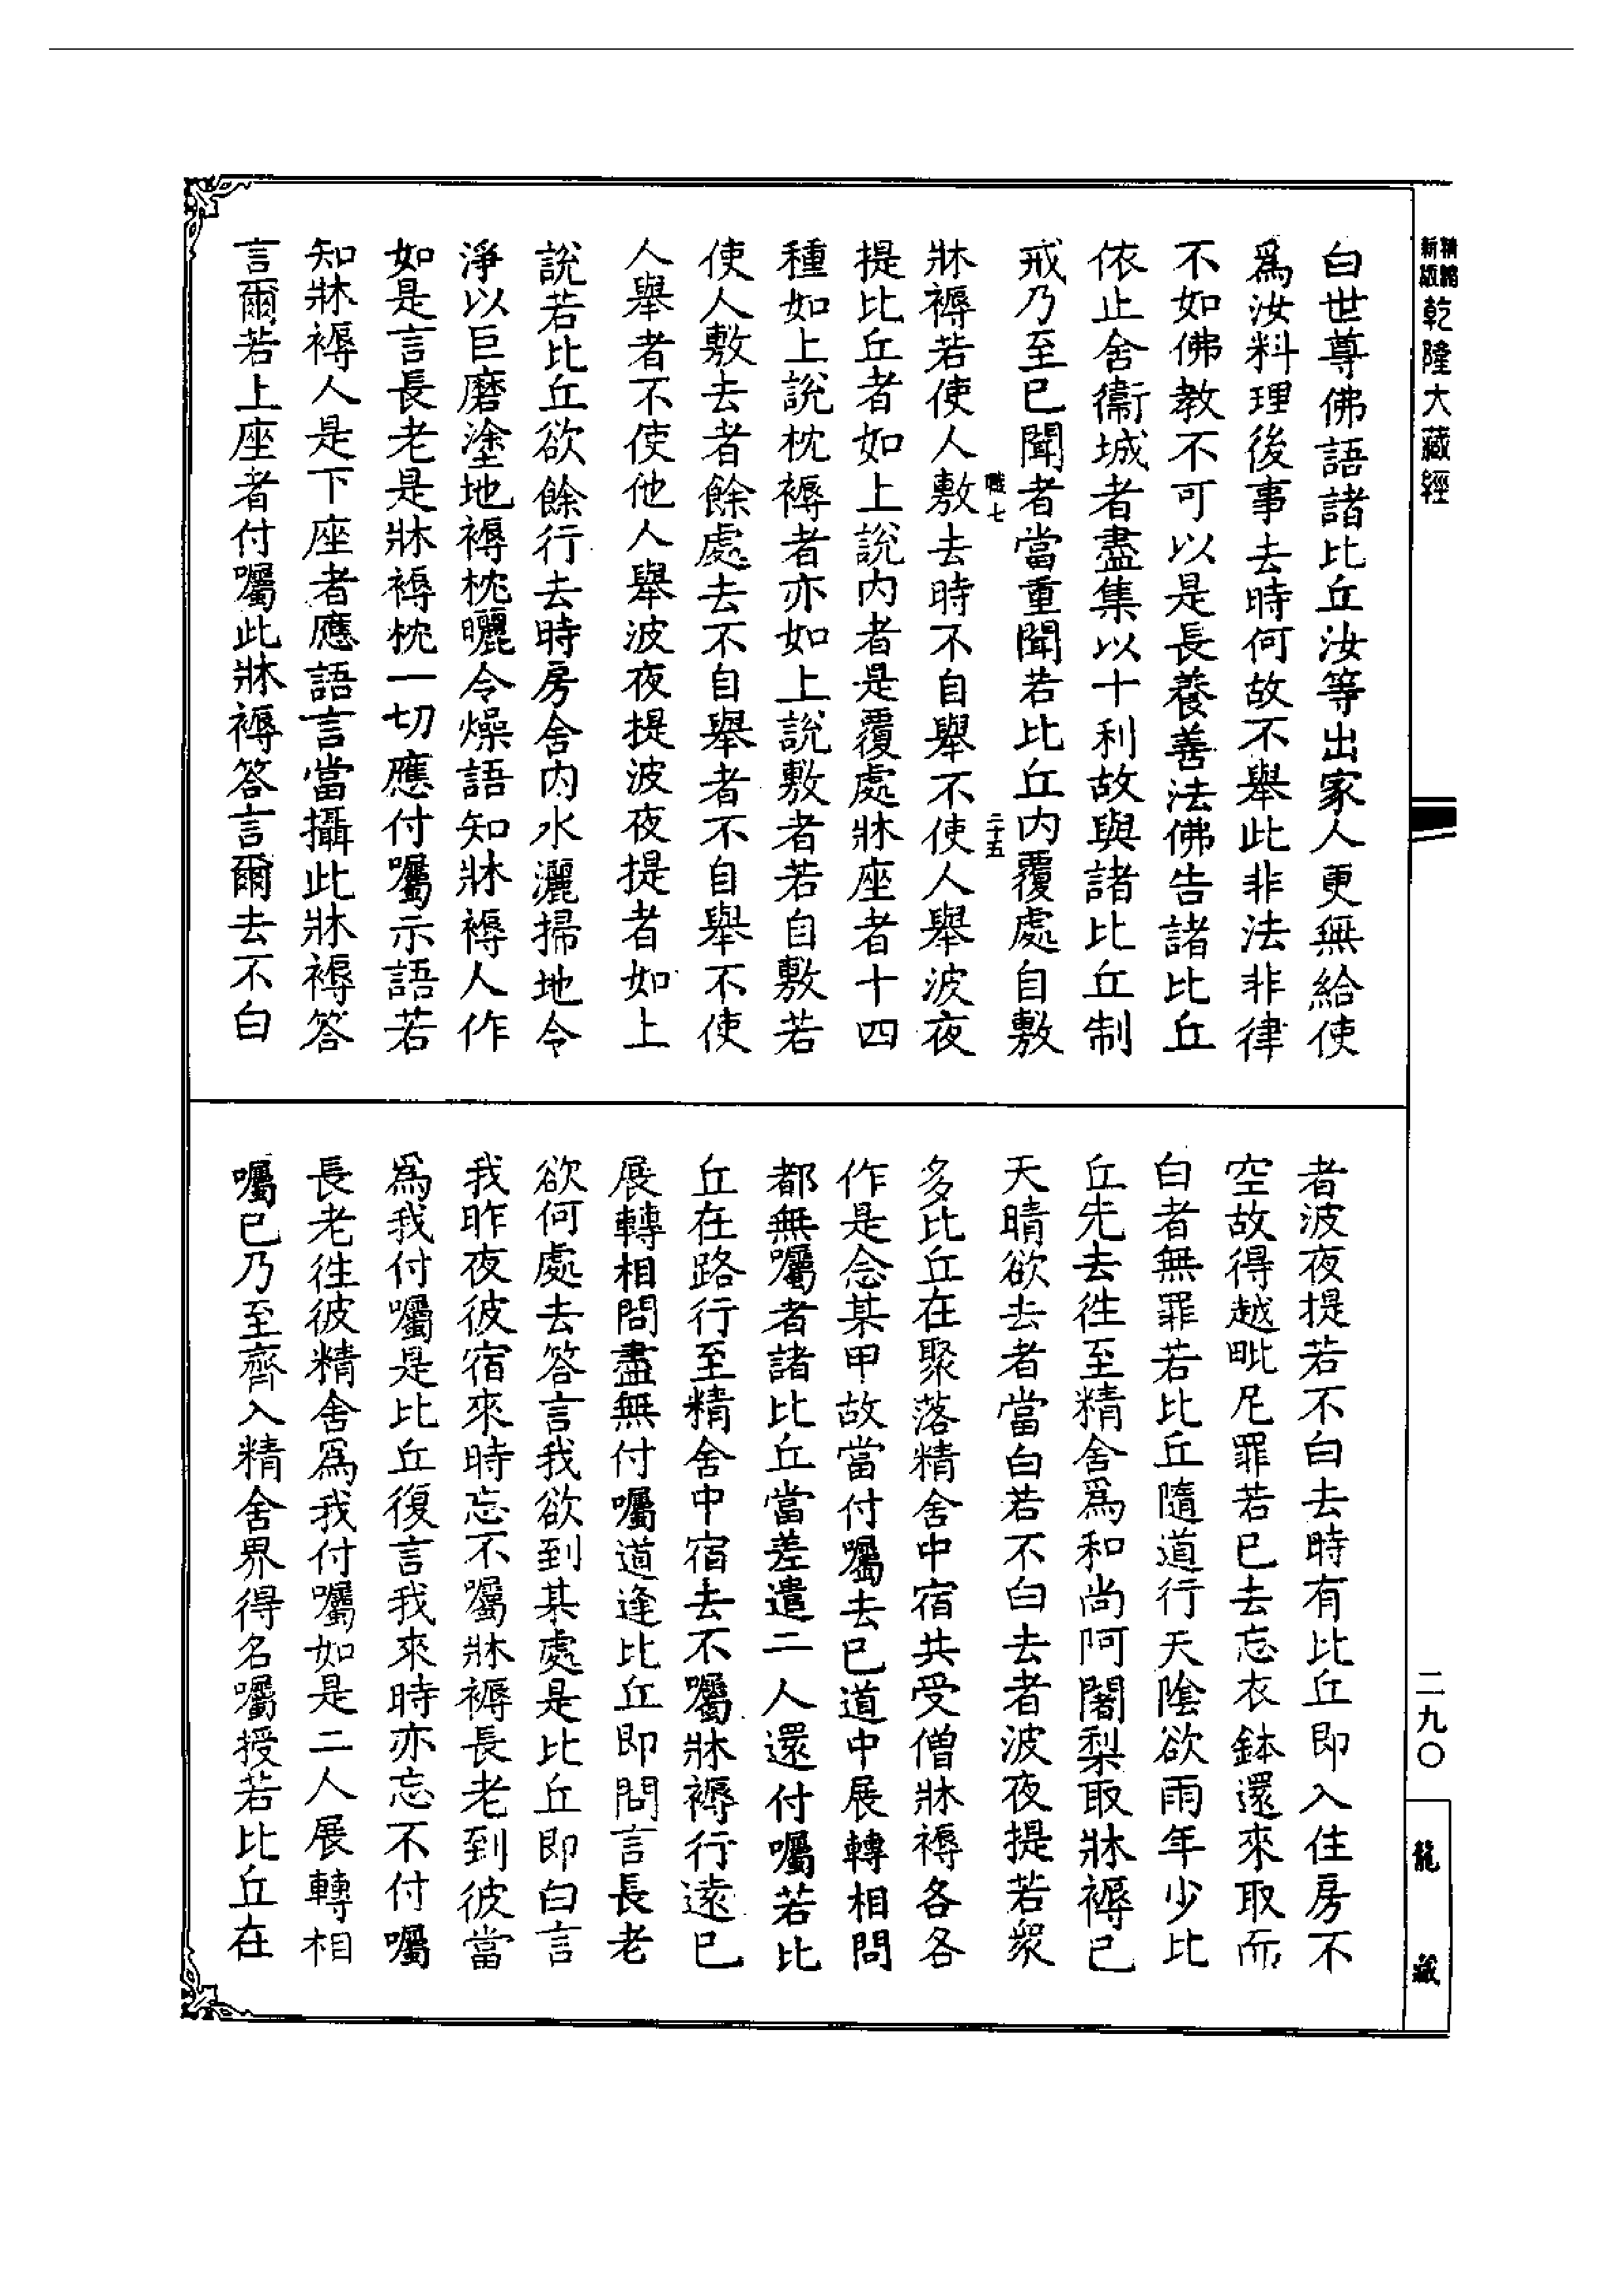 精縮新版乾隆大藏經
白世尊佛語諸比丘汝等出家人更無給使
爲汝料理後事去時何故不舉此非法非律
不如佛教不可以是長養善法佛告諸比丘
依止舍衞城者盡集以十利故與諸比丘制
戒乃至已聞者當重聞若比丘内覆處自敷
職七 二十五
牀褥若使人敷去時不自舉不使人舉波夜
提比丘者如上說内者是覆處牀座者十四
種如上說枕褥者亦如上說敷者若自敷若
使人敷去者餘處去不自舉者不自舉不使
人舉者不使他人舉波夜提波夜提者如上
說若比丘欲餘行去時房舍内水灑掃地令
淨以巨磨塗地褥枕曬令燥語知牀褥人作
如是言長老是牀褥枕一切應付囑示語若
知牀褥人是下座者應語言當攝此牀褥答
言爾若上座者付囑此牀褥答言爾去不白
者波夜提若不白去時有比丘即入住房不
空故得越毗尼罪若已去忘衣鉢還來取而
白者無罪若比丘隨道行天陰欲雨年少比
丘先去往至精舍爲和尚阿闍梨取牀褥已
天晴欲去者當白若不白去者波夜提若衆
多比丘在聚落精舍中宿共受僧牀褥各各
作是念某甲故當付囑去已道中展轉相問
都無囑者諸比丘當差遣二人還付囑若比
丘在路行至精舍中宿去不囑牀褥行遠已
展轉相問盡無付囑道逢比丘即問言長老
欲何處去答言我欲到某處是比丘即白言
我昨夜彼宿來時忘不囑牀褥長老到彼當
爲我付囑是比丘復言我來時亦忘不付囑
長老往彼精舍爲我付囑如是二人展轉相
囑已乃至齊入精舍界得名囑授若比丘在
二九〇
龍藏